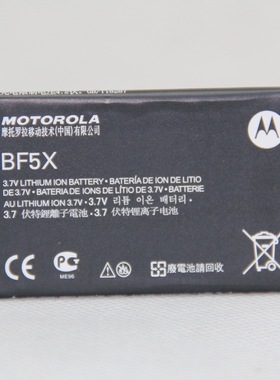 MOTOROLA
摩托罗拉移动技术(中国)有限公司
BF5X
3.7V LITHIUM ION BATTERY • BATERÍA DE ION DE LITIO
DE 3.7V • BATERIA DE IONS DE LÍTIO DE 3.7V • BATTERIE
AU LITHIUM-ION • 3.7V • 3.7V 리튬 이온 배터리 •
3.7 伏特鋰離子電池 • 3.7 伏特锂离子电池
ME96
廢電池請回收